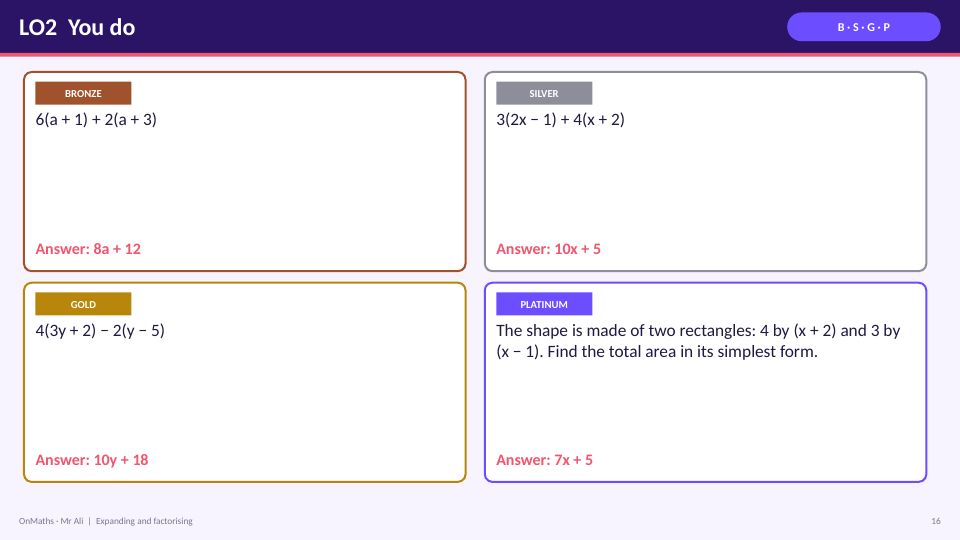 LO2  You do
B · S · G · P
BRONZE
6(a + 1) + 2(a + 3)
Answer: 8a + 12
SILVER
3(2x − 1) + 4(x + 2)
Answer: 10x + 5
GOLD
4(3y + 2) − 2(y − 5)
Answer: 10y + 18
PLATINUM
The shape is made of two rectangles: 4 by (x + 2) and 3 by
(x − 1). Find the total area in its simplest form.
Answer: 7x + 5
OnMaths · Mr Ali  |  Expanding and factorising
16